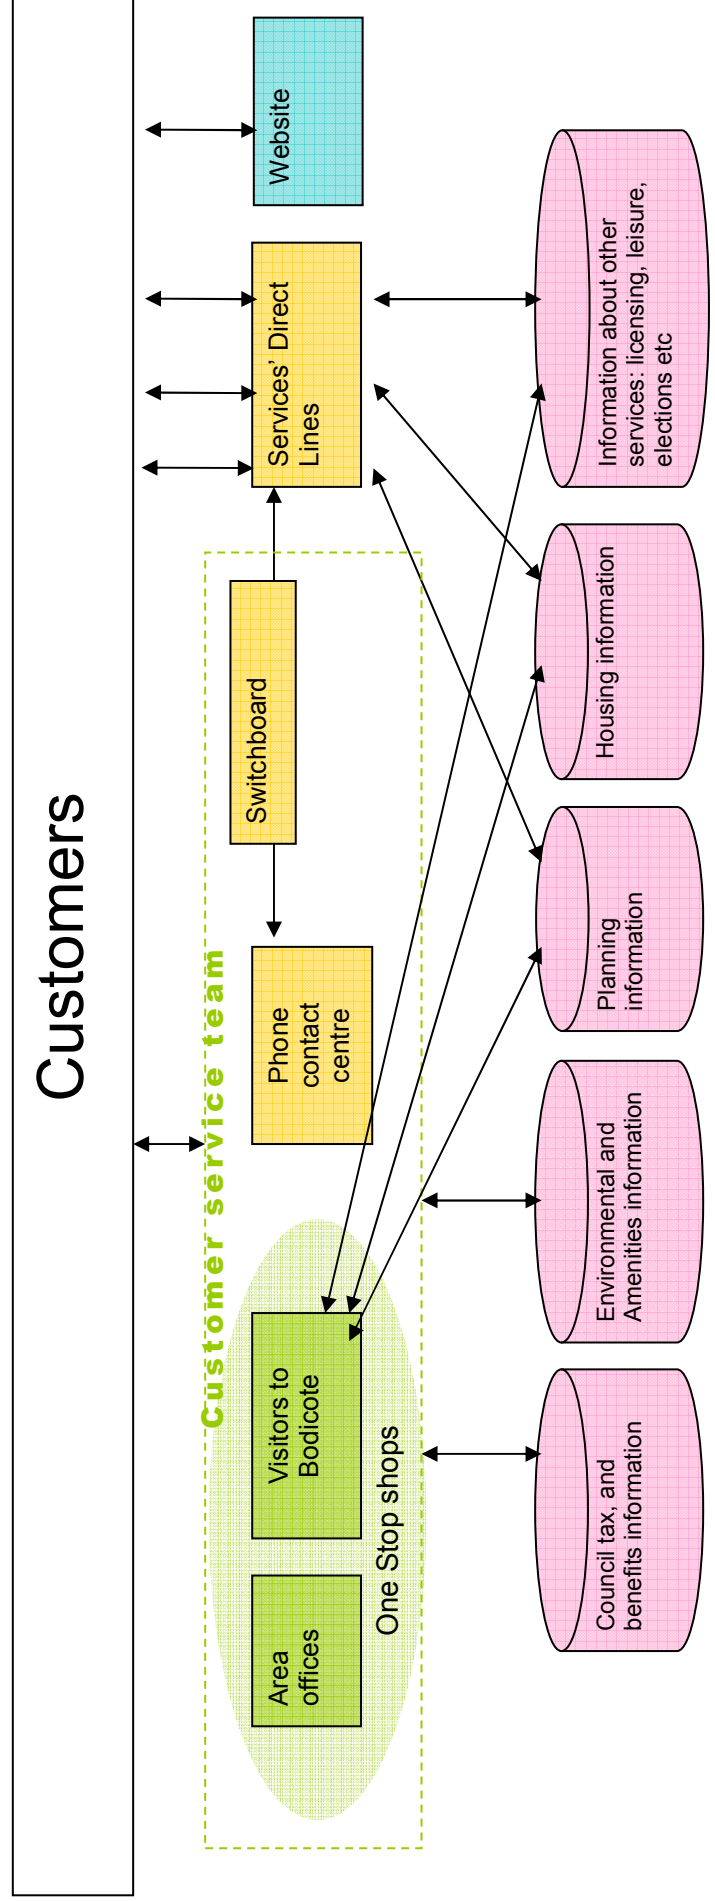 Customers
Customer service team
Area
offices
Visitors to
Bodicote
One Stop shops
Phone
contact
centre
Switchboard
Services’ Direct
Lines
Website
Council tax, and
benefits information
Environmental and
Amenities information
Planning
information
Housing information
Information about other
services: licensing, leisure,
elections etc